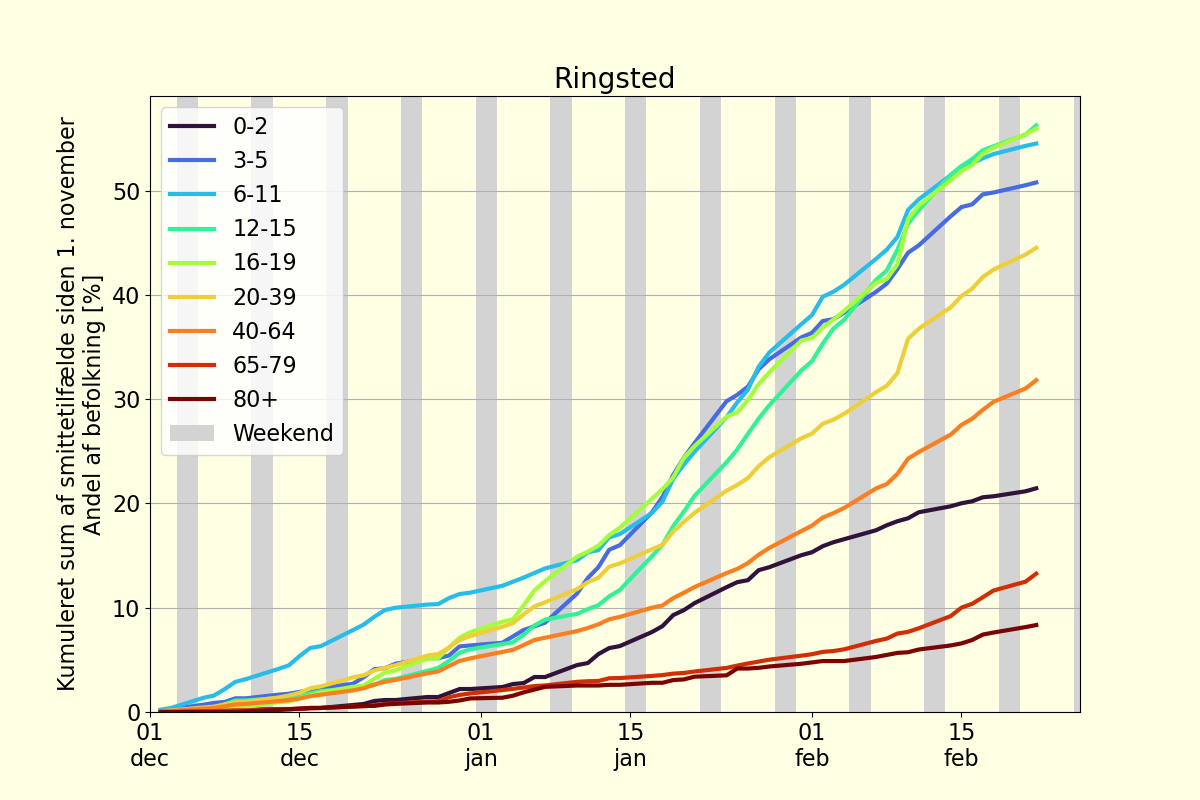 Ringsted
Kumuleret sum af smittetilfælde siden 1. november
Andel af befolkning [%]
50
40
30
20
10
0
0-2
3-5
6-11
12-15
16-19
20-39
40-64
65-79
80+
Weekend
01 15 01 15 01 15
dec dec jan jan feb feb